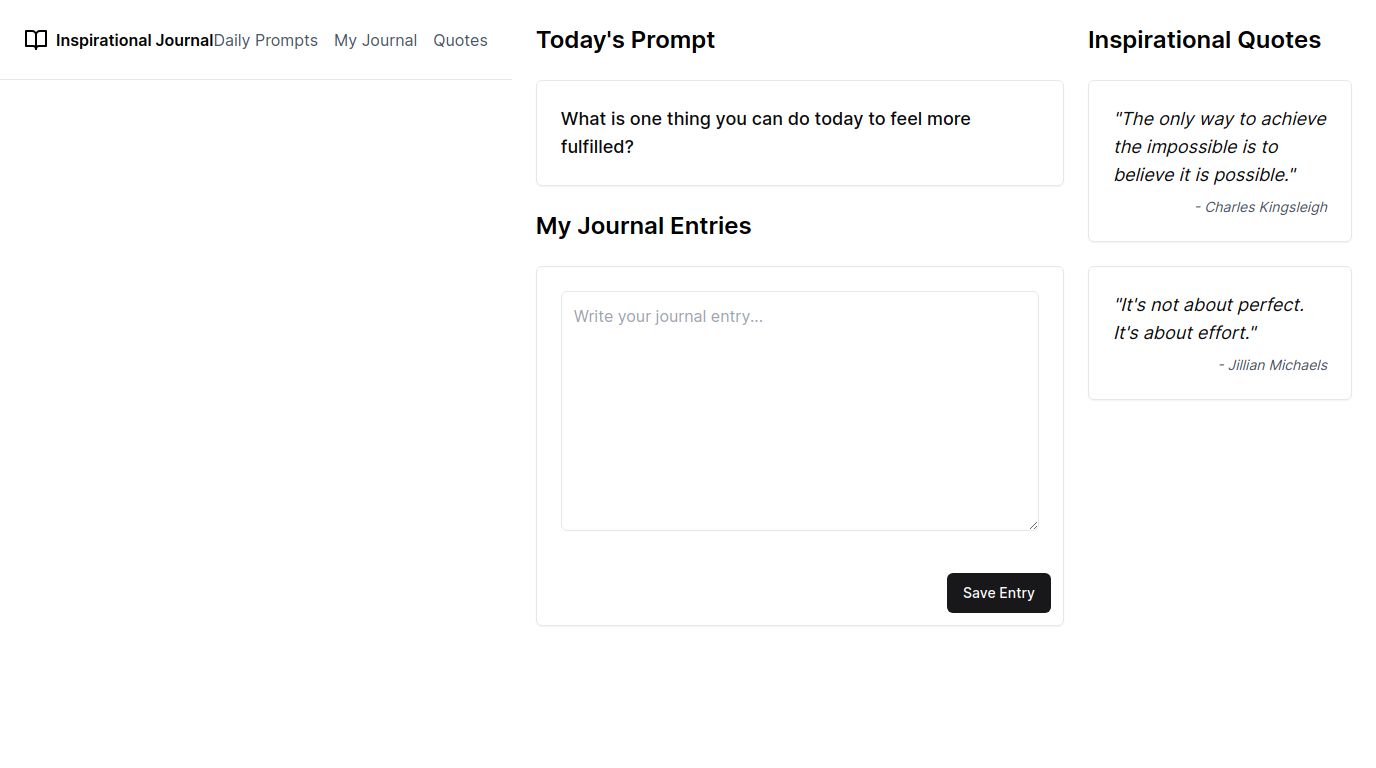 Inspirational Journal
Daily Prompts
My Journal
Quotes
Today's Prompt
What is one thing you can do today to feel more
fulfilled?
My Journal Entries
Write your journal entry...
Save Entry
Inspirational Quotes
"The only way to achieve
the impossible is to
believe it is possible."
- Charles Kingsleigh
"It's not about perfect.
It's about effort."
- Jillian Michaels